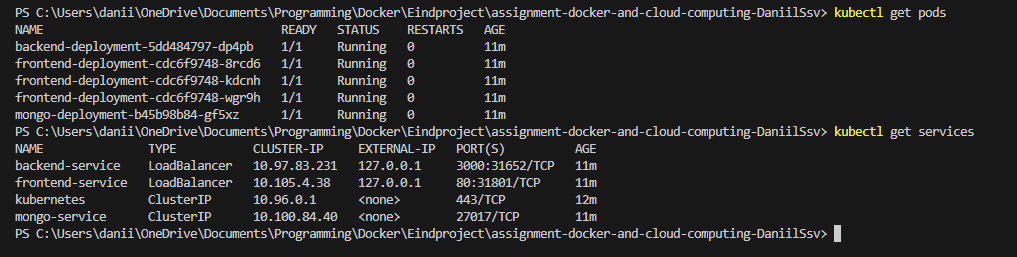 PS C:\Users\danii\OneDrive\Documents\Programming\Docker\Eindproject\assignment-docker-and-cloud-computing-DaniilSsv> kubectl get pods
NAME READY STATUS RESTARTS AGE
backend-deployment-5dd484797-dp4pb 1/1 Running 0 11m
frontend-deployment-cdc6f9748-8rcd6 1/1 Running 0 11m
frontend-deployment-cdc6f9748-kdcnh 1/1 Running 0 11m
frontend-deployment-cdc6f9748-wgr9h 1/1 Running 0 11m
mongo-deployment-b45b98b84-gf5xz 1/1 Running 0 11m
PS C:\Users\danii\OneDrive\Documents\Programming\Docker\Eindproject\assignment-docker-and-cloud-computing-DaniilSsv> kubectl get services
NAME TYPE CLUSTER-IP EXTERNAL-IP PORT(S) AGE
backend-service LoadBalancer 10.97.83.231 127.0.0.1 3000:31652/TCP 11m
frontend-service LoadBalancer 10.105.4.38 127.0.0.1 80:31801/TCP 11m
kubernetes ClusterIP 10.96.0.1 <none> 443/TCP 12m
mongo-service ClusterIP 10.100.84.40 <none> 27017/TCP 11m
PS C:\Users\danii\OneDrive\Documents\Programming\Docker\Eindproject\assignment-docker-and-cloud-computing-DaniilSsv>